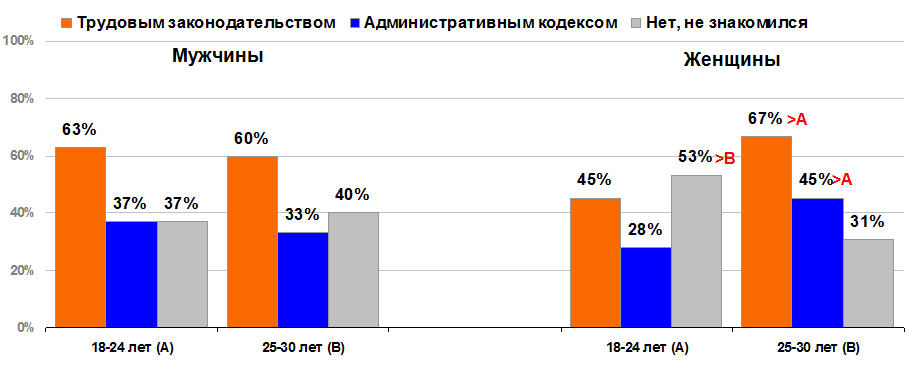 Трудовым законодательством Административным кодексом Нет, не знакомился
100%
Мужчины Женщины
80%
67% >A
63%
60%
60%
53% >B
45%
45% >A
40%
37% 37%
33%
31%
28%
40%
20%
0%
18-24 лет (A) 25-30 лет (B) 18-24 лет (A) 25-30 лет (B)